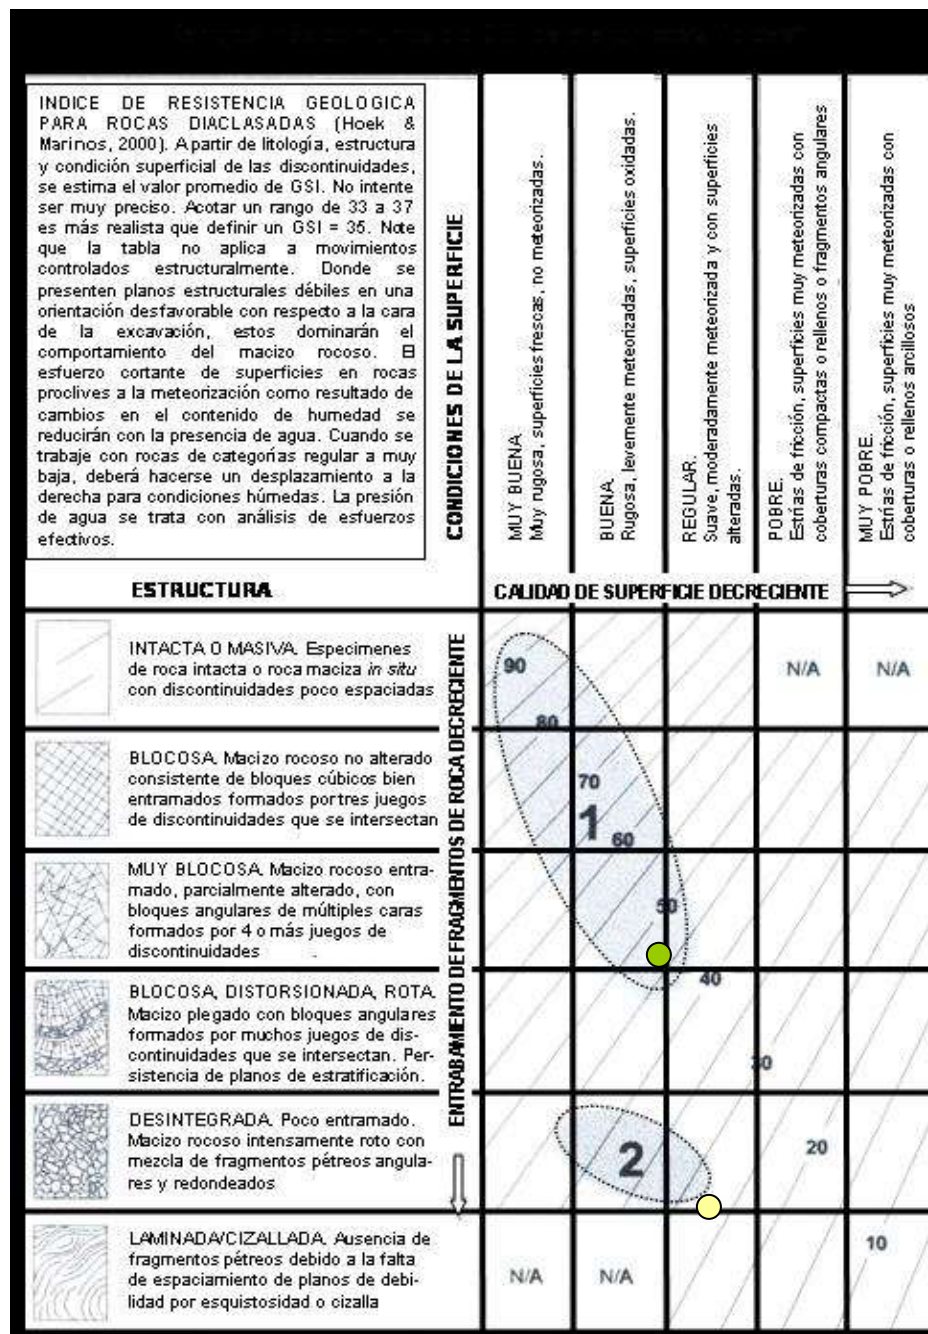 INDICE DE RESISTENCIA GEOLOGICA
PARA ROCAS DIACLASADAS (Hoek &
Marinos, 2000). A partir de litología, estructura
y condición superficial de las discontinuidades,
se estima el valor promedio de GSI. No intente
ser muy preciso. Acotar un rango de 33 a 37
es más realista que definir un GSI = 35. Note
que la tabla no aplica a movimientos
controlados estructuralmente. Donde se
presenten planos estructurales débiles en una
orientación desfavorable con respecto a la cara
de la excavación, estos dominarán el
comportamiento del macizo rocoso. El
esfuerzo cortante de superficies en rocas
proclives a la meteorización como resultado de
cambios en el contenido de humedad se
reducirán con la presencia de agua. Cuando se
trabaje con rocas de categorías regular a muy
baja, deberá hacerse un desplazamiento a la
derecha para condiciones húmedas. La presión
de agua se trata con análisis de esfuerzos
efectivos.
CONDICIONES DE LA SUPERFICIE
MUY BUENA.
Muy rugosa, superficies frescas, no meteorizadas.
BUENA.
Rugosa, levemente meteorizadas, superficies oxidadas.
REGULAR.
Suave, moderadamente meteorizada y con superficies
alteradas.
POBRE.
Estrías de fricción, superficies muy meteorizadas con
coberturas compactas o rellenos o fragmentos angulares
MUY POBRE.
Estrías de fricción, superficies muy meteorizadas con
coberturas o rellenos arcillosos
ESTRUCTURA
CALIDAD DE SUPERFICIE DECRECIENTE
ENTRABAMIENTO DE FRAGMENTOS DE ROCA DECRECIENTE
INTACTA O MASIVA. Especimenes
de roca intacta o roca maciza in situ
con discontinuidades poco espaciadas
90
N/A
N/A
80
BLOCOSA. Macizo rocoso no alterado
consistente de bloques cúbicos bien
entramados formados por tres juegos
de discontinuidades que se intersectan
70
1
60
MUY BLOCOSA. Macizo rocoso entra-
mado, parcialmente alterado, con
bloques angulares de múltiples caras
formados por 4 o más juegos de
discontinuidades
50
40
BLOCOSA, DISTORSIONADA, ROTA.
Macizo plegado con bloques angulares
formados por muchos juegos de dis-
continuidades que se intersectan. Per-
sistencia de planos de estratificación.
30
DESINTEGRADA. Poco entramado.
Macizo rocoso intensamente roto con
mezcla de fragmentos pétreos angula-
res y redondeados
2
20
LAMINADA/CIZALLADA. Ausencia de
fragmentos pétreos debido a la falta
de espaciamiento de planos de debi-
lidad por esquistosidad o cizalla
N/A
N/A
10